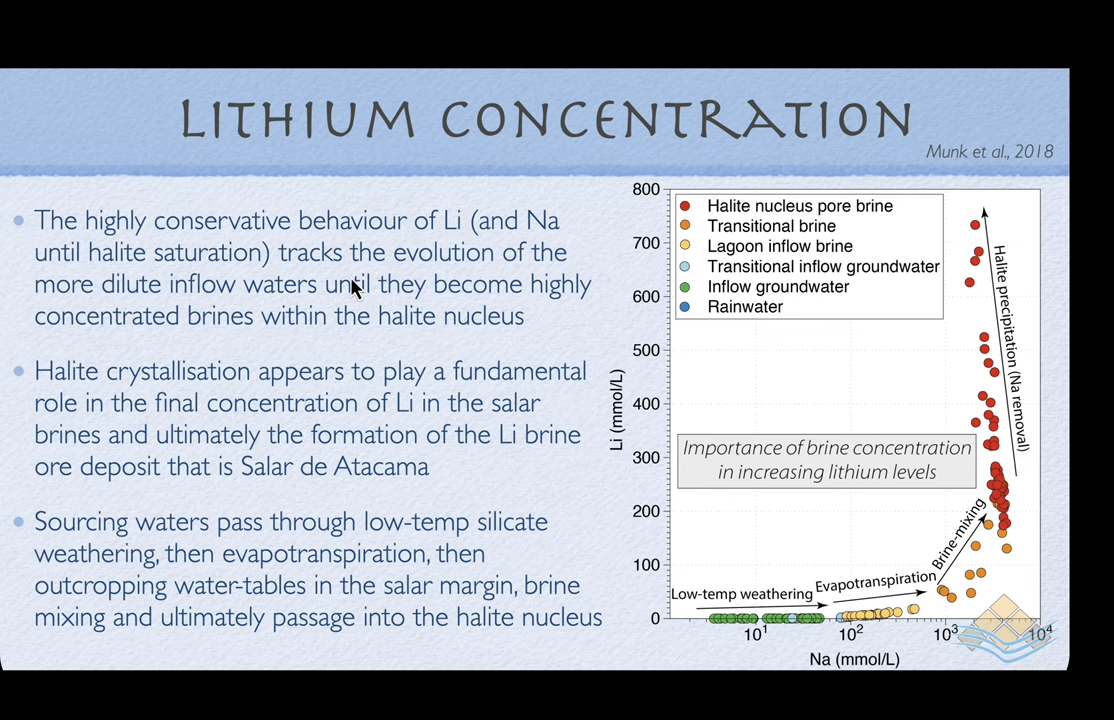 LITHIUM CONCENTRATION
Munk et al., 2018
• The highly conservative behaviour of Li (and Na
until halite saturation) tracks the evolution of the
more dilute inflow waters until they become highly
concentrated brines within the halite nucleus
• Halite crystallisation appears to play a fundamental
role in the final concentration of Li in the salar
brines and ultimately the formation of the Li brine
ore deposit that is Salar de Atacama
• Sourcing waters pass through low-temp silicate
weathering, then evapotranspiration, then
outcropping water-tables in the salar margin, brine
mixing and ultimately passage into the halite nucleus
800
700
600
500
400
300
200
100
0
Li (mmol/L)
Halite nucleus pore brine
Transitional brine
Lagoon inflow brine
Transitional inflow groundwater
Inflow groundwater
Rainwater
Halite precipitation (Na removal)
Importance of brine concentration
in increasing lithium levels
Brine-mixing
Evapotranspiration
Low-temp weathering
10¹ 10² 10³ 10⁴
Na (mmol/L)